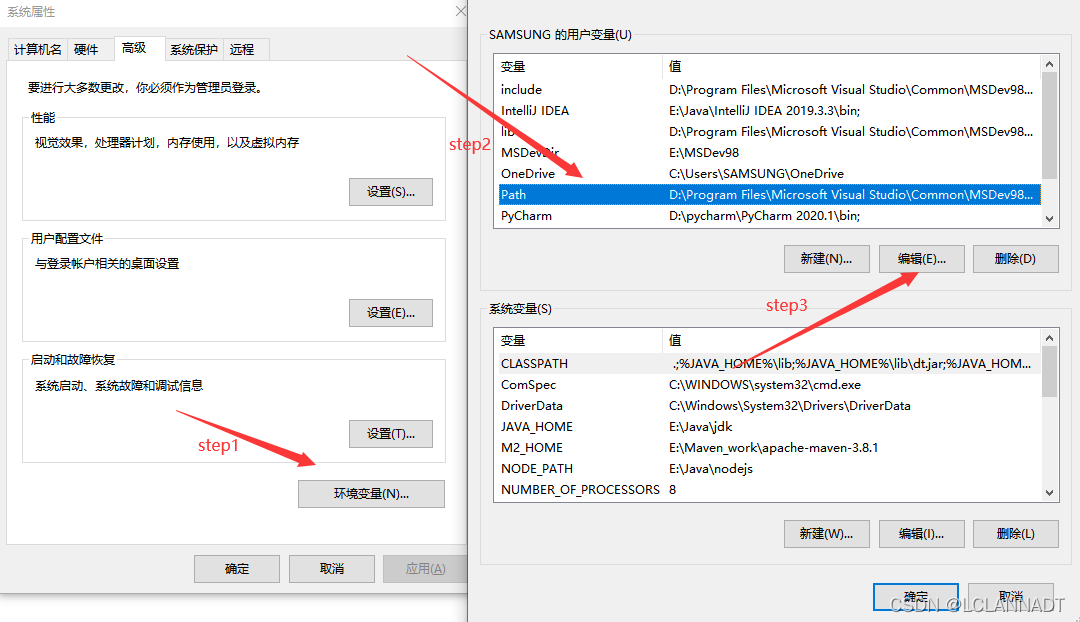 系统属性
计算机名 硬件 高级 系统保护 远程
要进行大多数更改，你必须作为管理员登录。
性能
视觉效果，处理器计划，内存使用，以及虚拟内存
设置(S)...
用户配置文件
与登录帐户相关的桌面设置
设置(E)...
启动和故障恢复
系统启动、系统故障和调试信息
设置(T)...
step1
环境变量(N)...
确定 取消 应用(A)
SAMSUNG 的用户变量(U)
变量 值
include D:\Program Files\Microsoft Visual Studio\Common\MSDev98...
IntelliJ IDEA E:\Java\IntelliJ IDEA 2019.3.3\bin;
lib D:\Program Files\Microsoft Visual Studio\Common\MSDev98...
step2
MSDevDir E:\MSDev98
OneDrive C:\Users\SAMSUNG\OneDrive
Path D:\Program Files\Microsoft Visual Studio\Common\MSDev98...
PyCharm D:\pycharm\PyCharm 2020.1\bin;
新建(N)... 编辑(E)... 删除(D)
step3
系统变量(S)
变量 值
CLASSPATH .;%JAVA_HOME%\lib;%JAVA_HOME%\lib\dt.jar;%JAVA_HOM...
ComSpec C:\WINDOWS\system32\cmd.exe
DriverData C:\Windows\System32\Drivers\DriverData
JAVA_HOME E:\Java\jdk
M2_HOME E:\Maven_work\apache-maven-3.8.1
NODE_PATH E:\Java\nodejs
NUMBER_OF_PROCESSORS 8
新建(W)... 编辑(I)... 删除(L)
确定 取消
CSDN @LCLANNADT